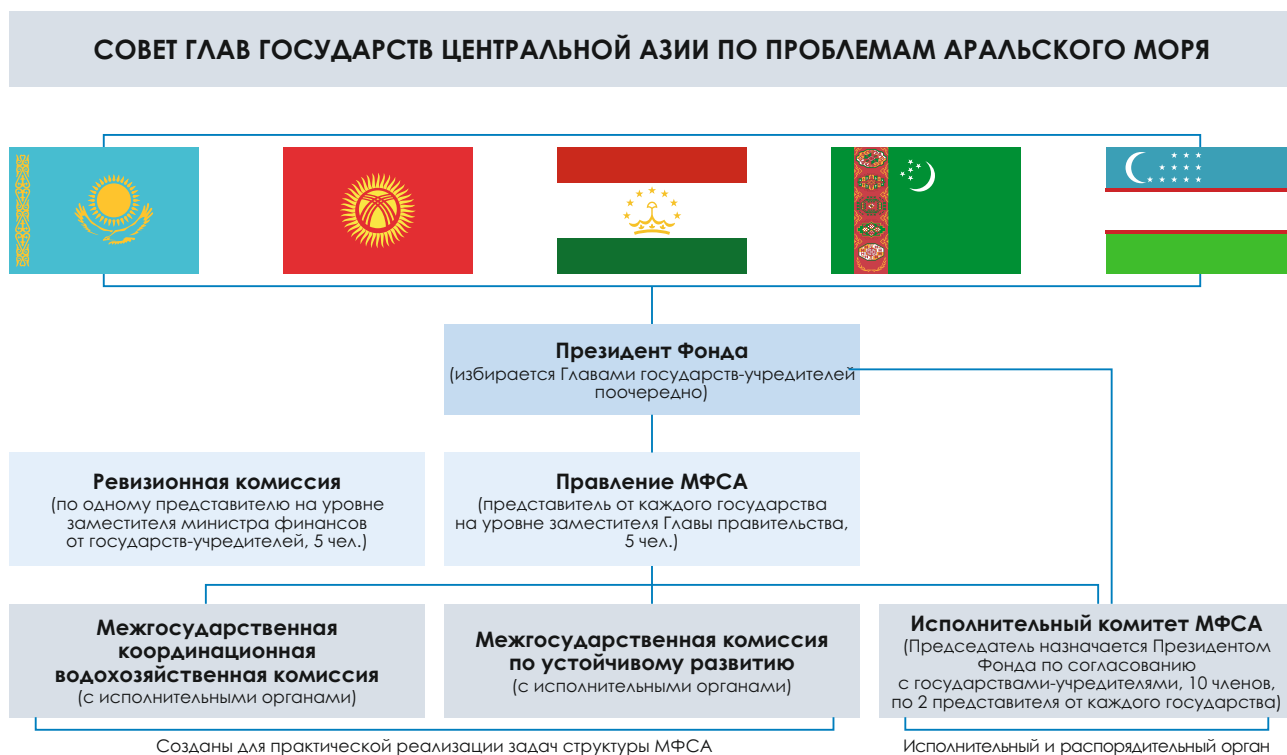 СОВЕТ ГЛАВ ГОСУДАРСТВ ЦЕНТРАЛЬНОЙ АЗИИ ПО ПРОБЛЕМАМ АРАЛЬСКОГО МОРЯ
Президент Фонда
(избирается Главами государств-учредителей
поочередно)
Ревизионная комиссия
(по одному представителю на уровне
заместителя министра финансов
от государств-учредителей, 5 чел.)
Правление МФСА
(представитель от каждого государства
на уровне заместителя Главы правительства,
5 чел.)
Межгосударственная
координационная
водохозяйственная комиссия
(с исполнительными органами)
Межгосударственная комиссия
по устойчивому развитию
(с исполнительными органами)
Исполнительный комитет МФСА
(Председатель назначается Президентом
Фонда по согласованию
с государствами-учредителями, 10 членов,
по 2 представителя от каждого государства)
Созданы для практической реализации задач структуры МФСА
Исполнительный и распорядительный орган